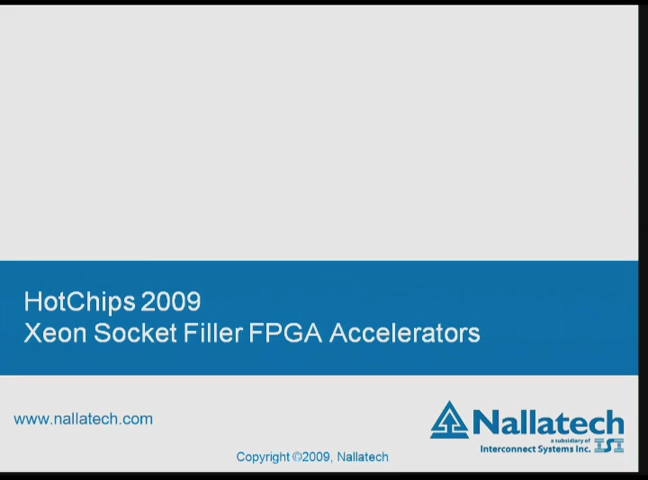 HotChips 2009
Xeon Socket Filler FPGA Accelerators
www.nallatech.com
Nallatech
a subsidiary of
Interconnect Systems Inc. ISI
Copyright ©2009, Nallatech